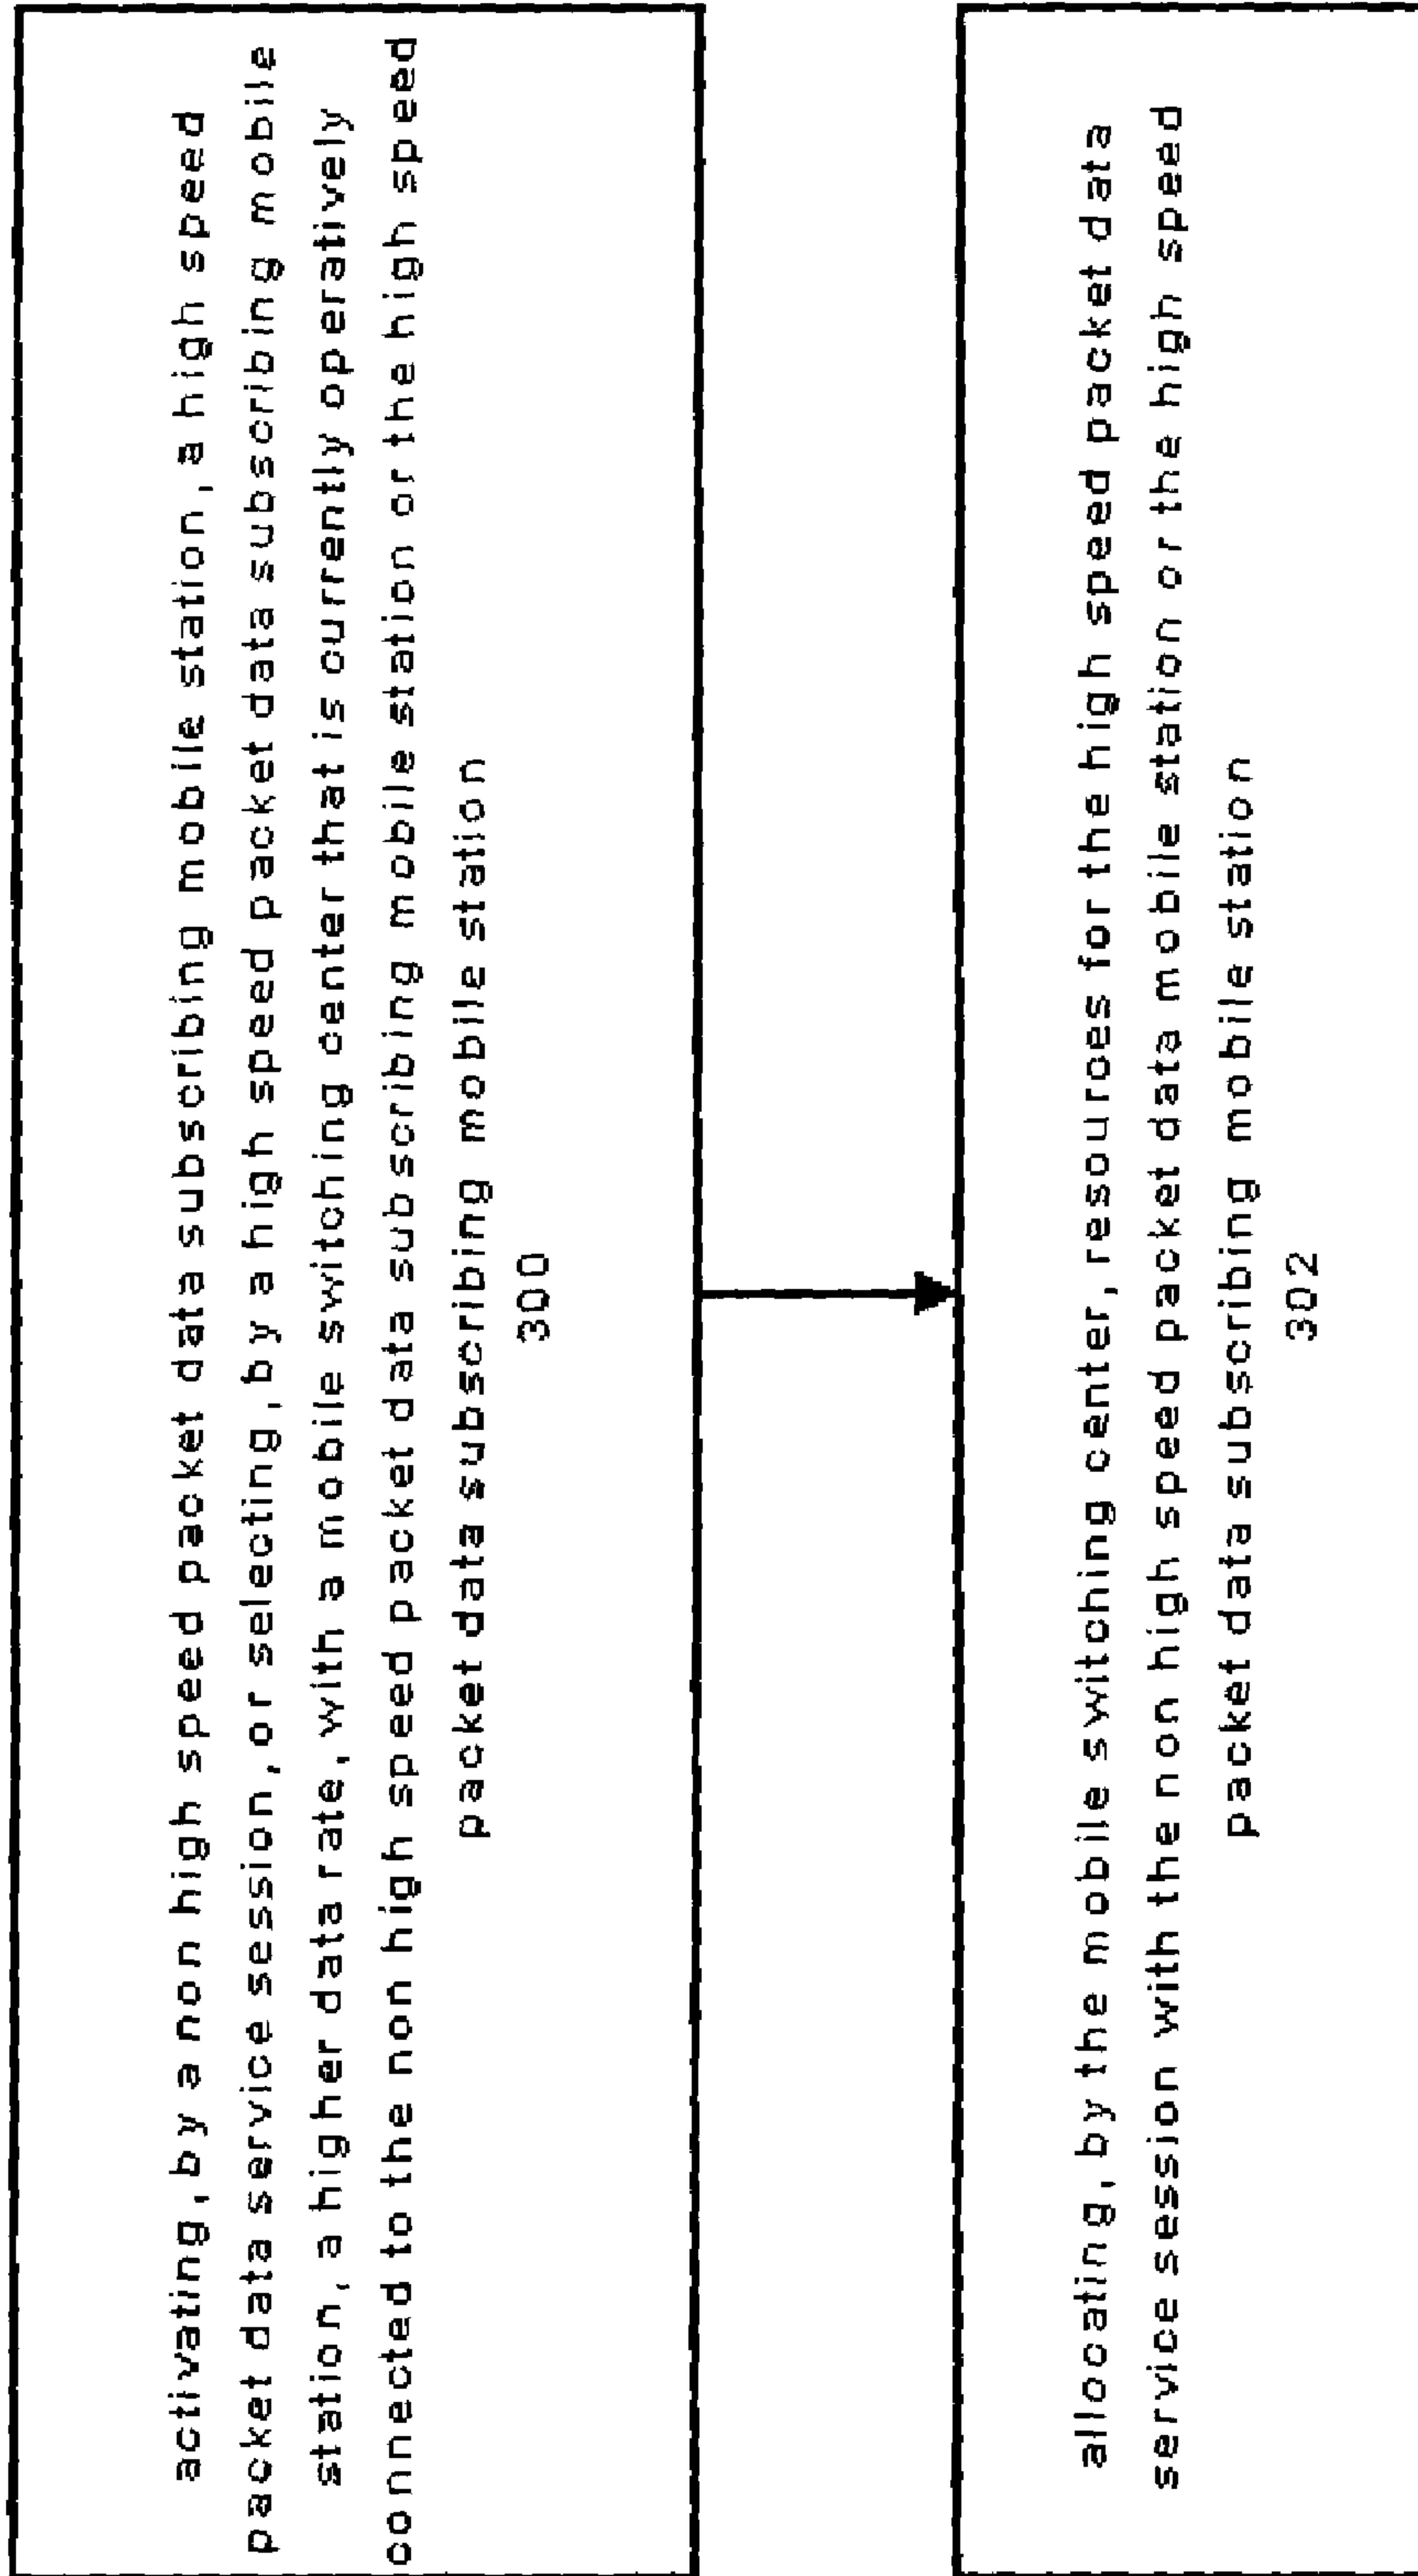 activating, by a non high speed packet data subscribing mobile station, a high speed
packet data service session, or selecting, by a high speed packet data subscribing mobile
station, a higher data rate, with a mobile switching center that is currently operatively
connected to the non high speed packet data subscribing mobile station or the high speed
packet data subscribing mobile station
300
allocating, by the mobile switching center, resources for the high speed packet data
service session with the non high speed packet data mobile station or the high speed
packet data subscribing mobile station
302